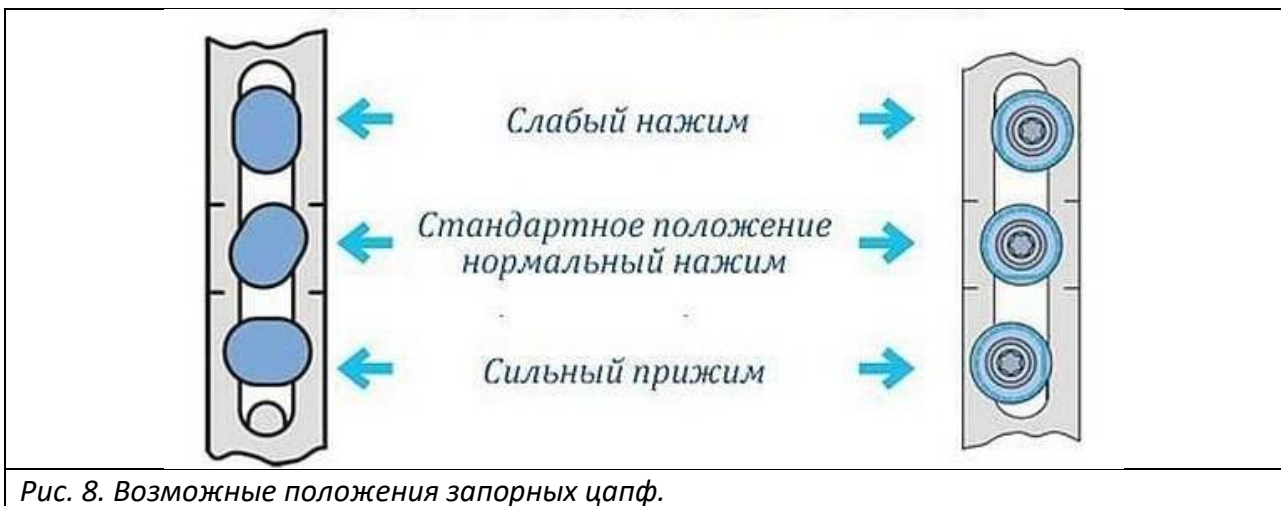 Слабый нажим
Стандартное положение
нормальный нажим
Сильный прижим
Рис. 8. Возможные положения запорных цапф.